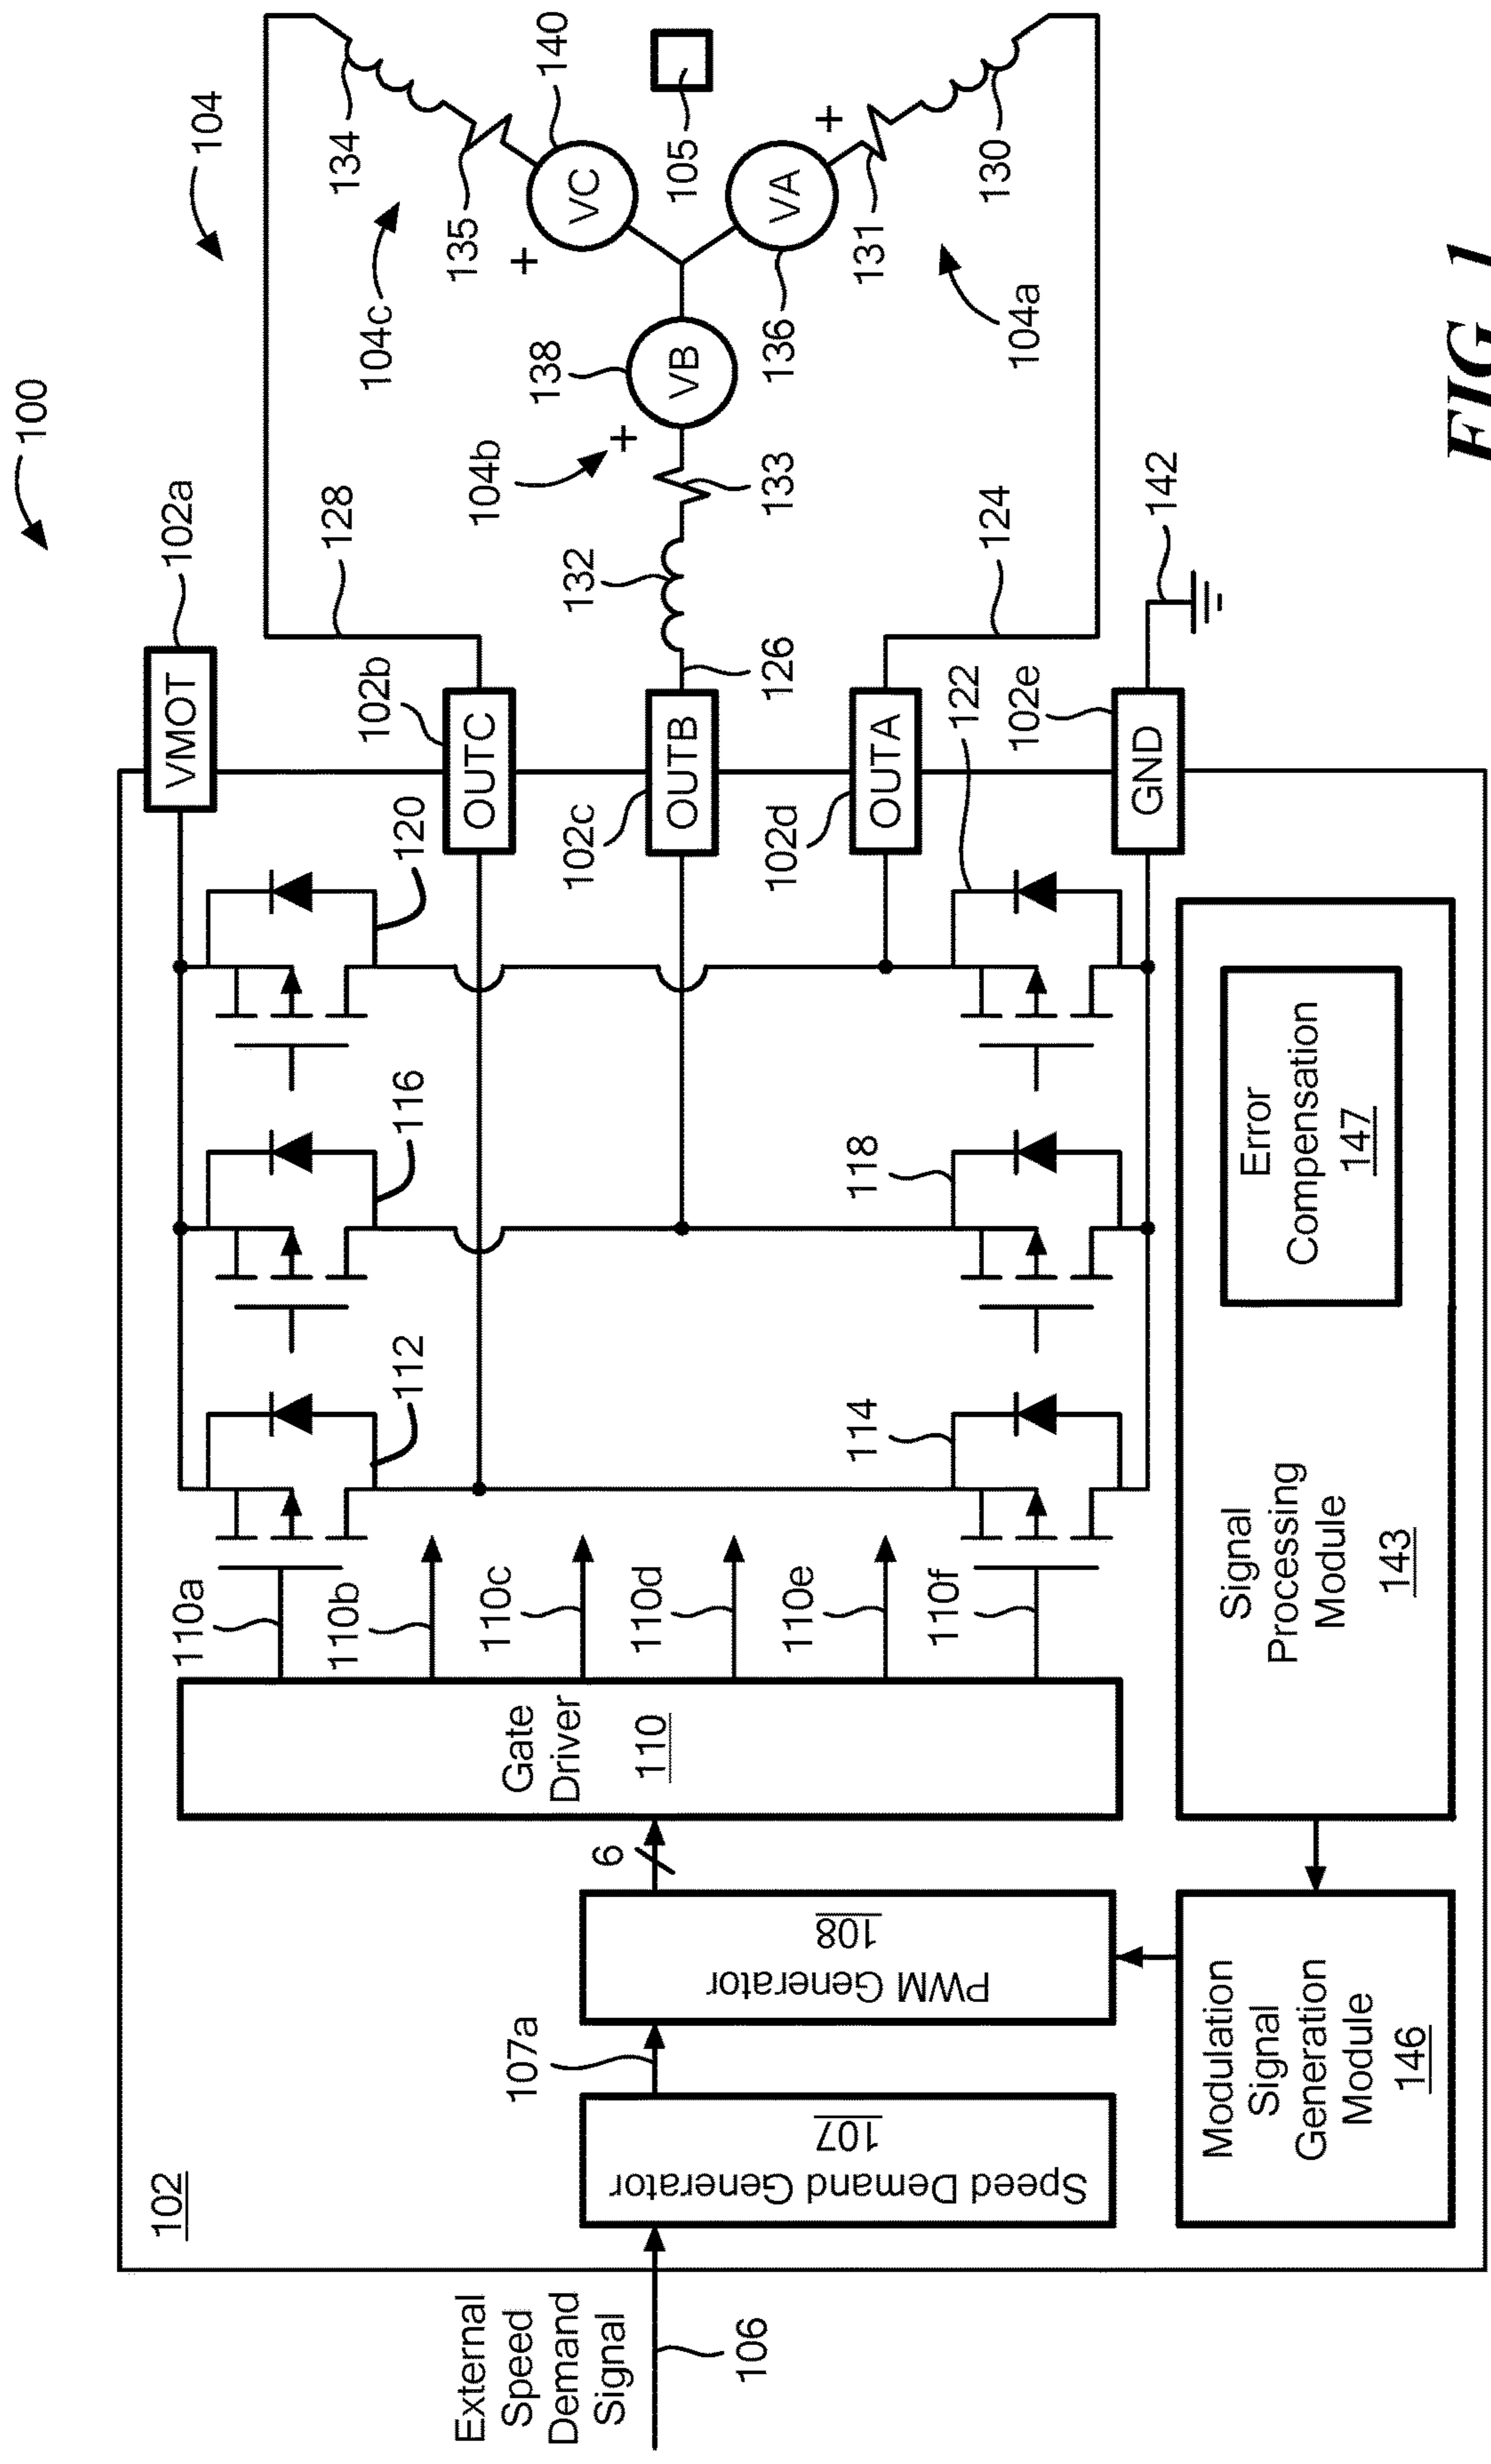 100
102
External
Speed
Demand
Signal
106
Speed Demand Generator
107
107a
PWM Generator
108
6
Gate
Driver
110
110a
110b
110c
110d
110e
110f
112
114
116
118
120
122
VMOT
102a
OUTC
102b
OUTB
102c
OUTA
102d
GND
102e
128
126
124
142
104
104c
134
135
VC
140
+
105
104b
132
133
VB
138
+
104a
VA
136
+
131
130
Modulation
Signal
Generation
Module
146
Signal
Processing
Module
143
Error
Compensation
147
FIG. 1